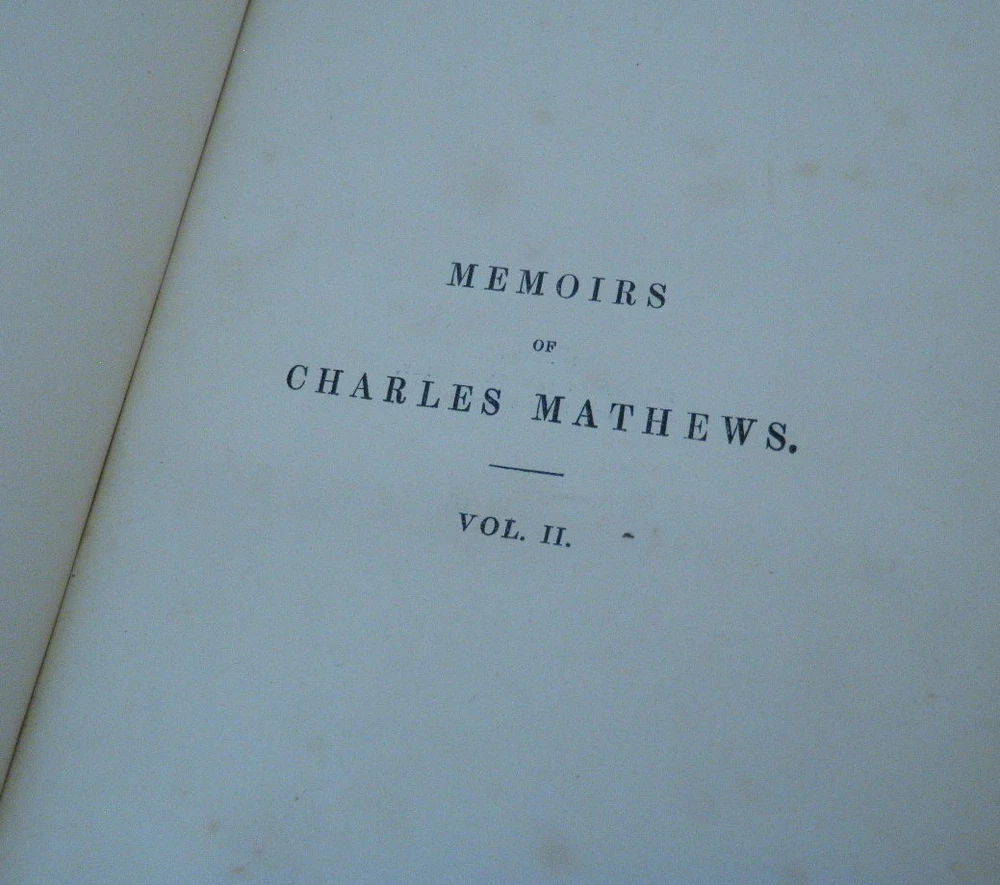 MEMOIRS
OF
CHARLES MATHEWS.
VOL. II.